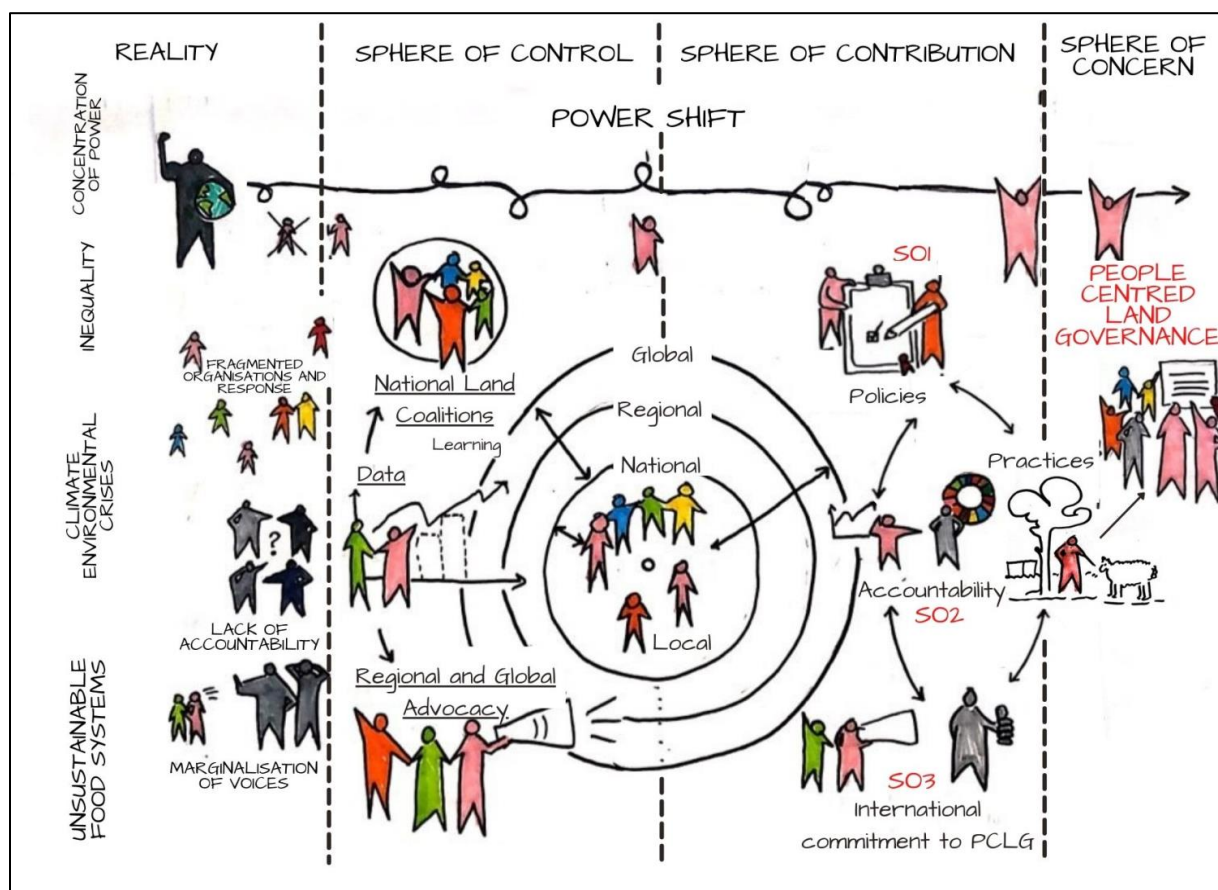 REALITY
SPHERE OF CONTROL
SPHERE OF CONTRIBUTION
SPHERE OF
CONCERN
POWER SHIFT
CONCENTRATION
OF POWER
INEQUALITY
CLIMATE
ENVIRONMENTAL
CRISES
UNSUSTAINABLE
FOOD SYSTEMS
FRAGMENTED
ORGANISATIONS AND
RESPONSE
?
LACK OF
ACCOUNTABILITY
MARGINALISATION
OF VOICES
National Land
Coalitions
Learning
Data
Regional and Global
Advocacy
Global
Regional
National
Local
SO1
Policies
Practices
Accountability
SO2
SO3
International
commitment to PCLG
PEOPLE
CENTRED
LAND
GOVERNANCE